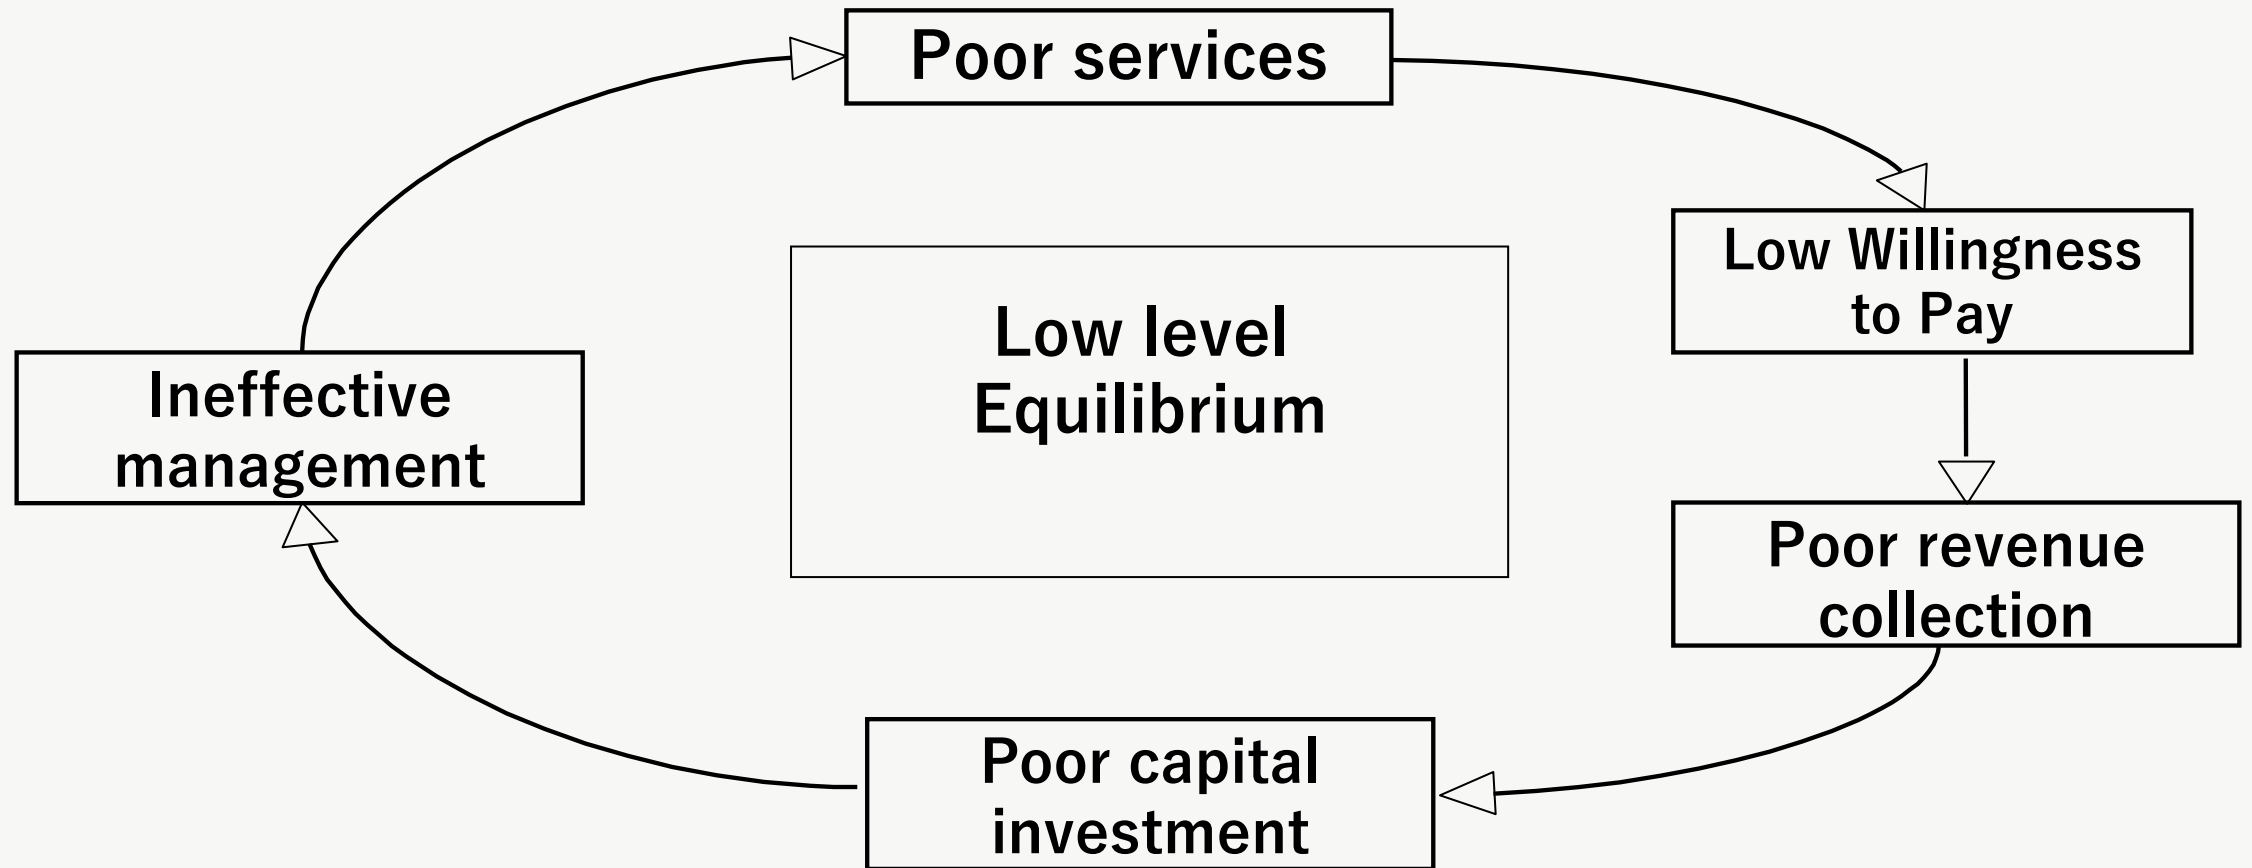 Poor services
Low Willingness
to Pay
Low level
Equilibrium
Ineffective
management
Poor revenue
collection
Poor capital
investment